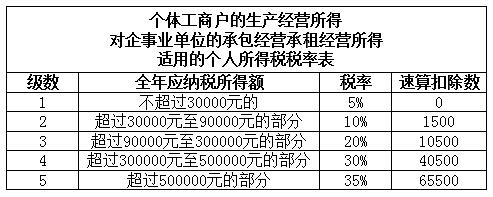 个体工商户的生产经营所得
对企事业单位的承包经营承租经营所得
适用的个人所得税税率表
级数 全年应纳税所得额 税率 速算扣除数
1 不超过30000元的 5% 0
2 超过30000元至90000元的部分 10% 1500
3 超过90000元至300000元的部分 20% 10500
4 超过300000元至500000元的部分 30% 40500
5 超过500000元的部分 35% 65500